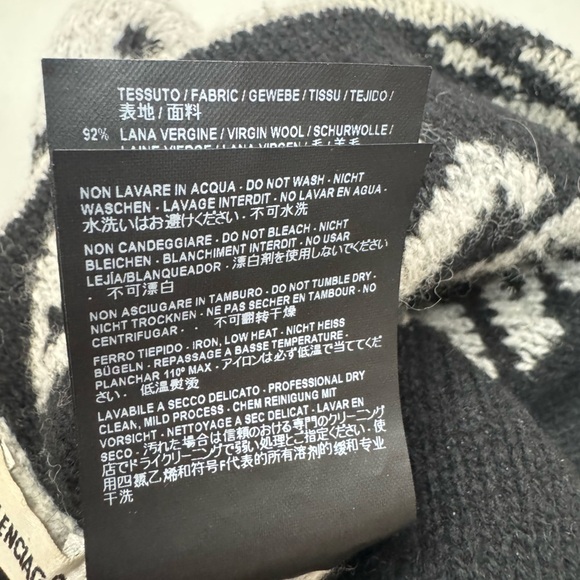 TESSUTO / FABRIC / GEWEBE / TISSU / TEJIDO /
表地 / 面料
92% LANA VERGINE / VIRGIN WOOL / SCHURWOLLE /
LAINE VIERGE / LANA VIRGEN / 毛 / 羊毛
NON LAVARE IN ACQUA - DO NOT WASH - NICHT
WASCHEN - LAVAGE INTERDIT - NO LAVAR EN AGUA -
水洗いはお避けください - 不可水洗
NON CANDEGGIARE - DO NOT BLEACH - NICHT
BLEICHEN - BLANCHIMENT INTERDIT - NO USAR
LEJÍA/BLANQUEADOR - 漂白剤を使用しないでください
- 不可漂白
NON ASCIUGARE IN TAMBURO - DO NOT TUMBLE DRY -
NICHT TROCKNEN - NE PAS SÉCHER EN TAMBOUR - NO
CENTRIFUGAR - - 不可翻转干燥
FERRO TIEPIDO - IRON, LOW HEAT - NICHT HEISS
BÜGELN - REPASSAGE A BASSE TEMPERATURE -
PLANCHAR 110° MAX - アイロンは必ず低温で当ててくだ
さい - 低温熨烫
LAVABILE A SECCO DELICATO - PROFESSIONAL DRY
CLEAN, MILD PROCESS - CHEM REINIGUNG MIT
VORSICHT - NETTOYAGE A SEC DELICAT - LAVAR EN
SECO - 汚れた場合は信頼のおける専門のクリーニング
店でドライクリーニングで弱い処理とご指定ください - 使
用四氯乙烯和符号F代表的所有溶剂的缓和专业
干洗